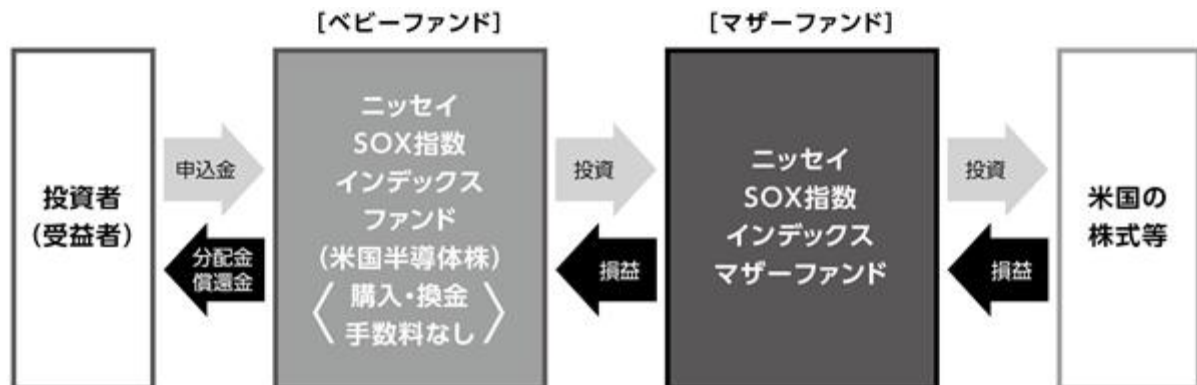 ［ベビーファンド］
［マザーファンド］
投資者
（受益者）
申込金
分配金
償還金
ニッセイ
SOX指数
インデックス
ファンド
（米国半導体株）
〈購入・換金
手数料なし〉
投資
損益
ニッセイ
SOX指数
インデックス
マザーファンド
投資
損益
米国の
株式等